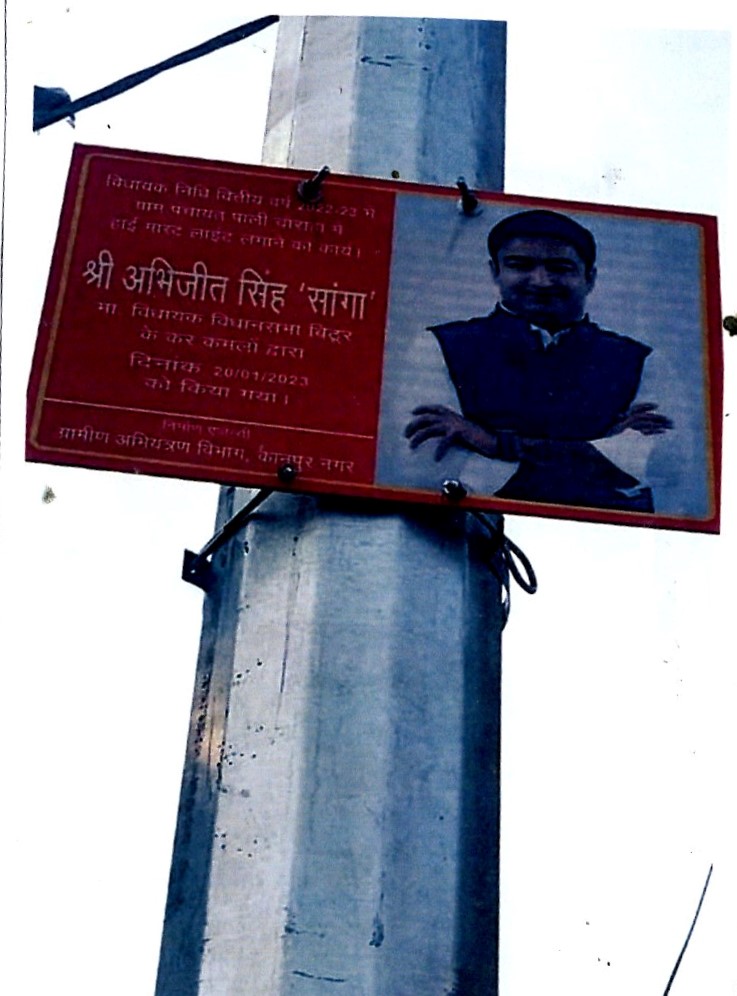 विधायक निधि वित्तीय वर्ष 2022-23 में
ग्राम पंचायत पाली चौराहा में
हाई मास्ट लाईट लगाने का कार्य।
श्री अभिजीत सिंह 'सांगा'
मा. विधायक विधानसभा बिठूर
के कर कमलों द्वारा
दिनांक 20/01/2023
को किया गया।
निर्माण एजेन्सी
ग्रामीण अभियंत्रण विभाग, कानपुर नगर